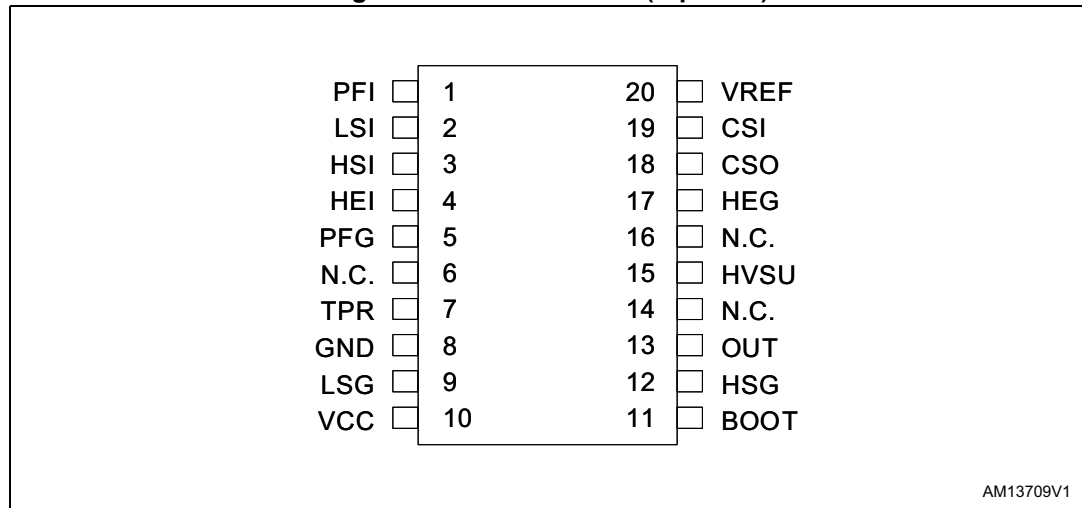 PFI 1 20 VREF
LSI 2 19 CSI
HSI 3 18 CSO
HEI 4 17 HEG
PFG 5 16 N.C.
N.C. 6 15 HVSU
TPR 7 14 N.C.
GND 8 13 OUT
LSG 9 12 HSG
VCC 10 11 BOOT
AM13709V1